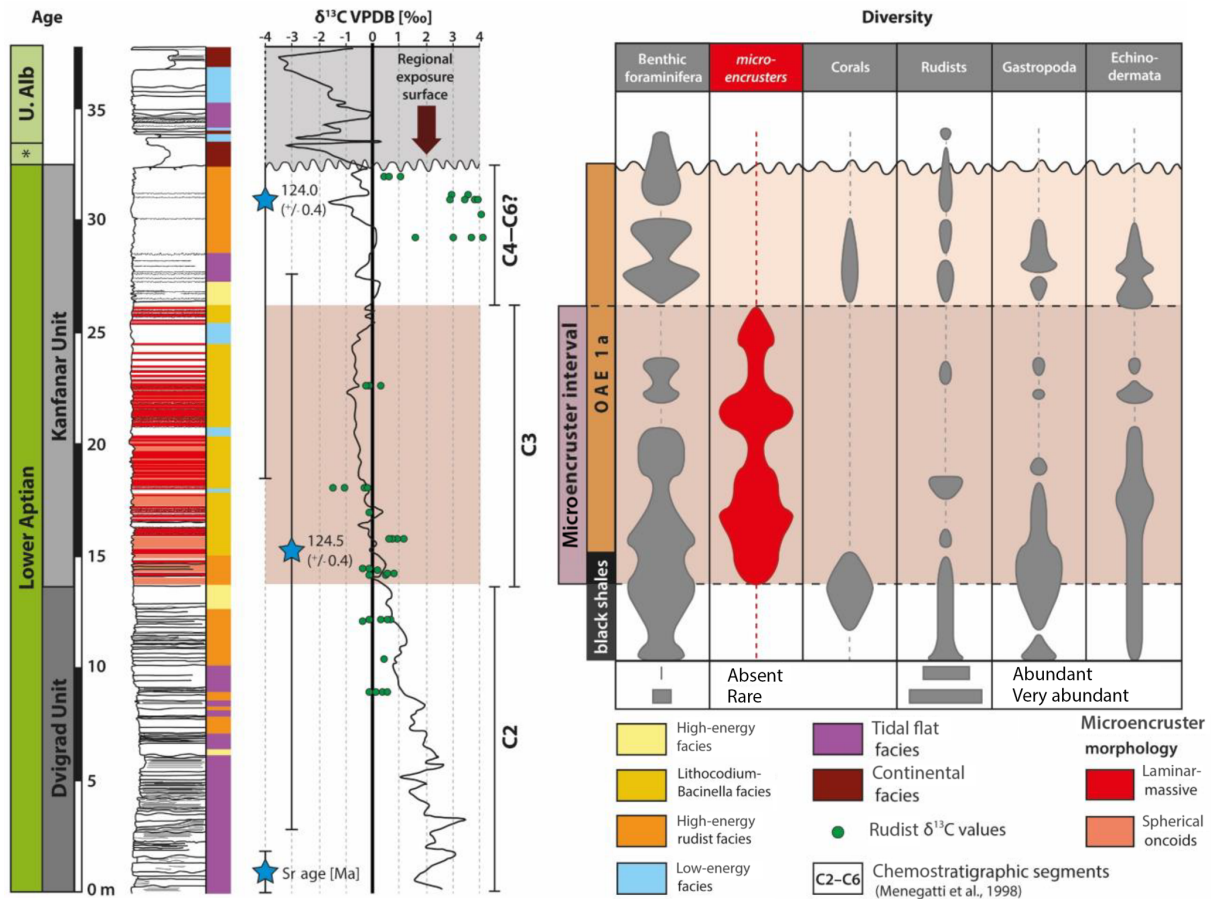 Age
δ¹³C VPDB [‰]
Diversity
-4 -3 -2 -1 0 1 2 3 4
U. Alb
*
Lower Aptian
Kanfanar Unit
Dvigrad Unit
35
30
25
20
15
10
5
0 m
Regional
exposure
surface
124.0
(+/- 0.4)
124.5
(+/- 0.4)
Sr age [Ma]
C4–C6?
C3
C2
Benthic
foraminifera
micro-
encrusters
Corals
Rudists
Gastropoda
Echino-
dermata
Microencruster interval
OAE 1a
black shales
Absent
Rare
Abundant
Very abundant
High-energy
facies
Lithocodium-
Bacinella facies
High-energy
rudist facies
Low-energy
facies
Tidal flat
facies
Continental
facies
Rudist δ¹³C values
C2–C6
Chemostratigraphic segments
(Menegatti et al., 1998)
Microencruster
morphology
Laminar-
massive
Spherical
oncoids